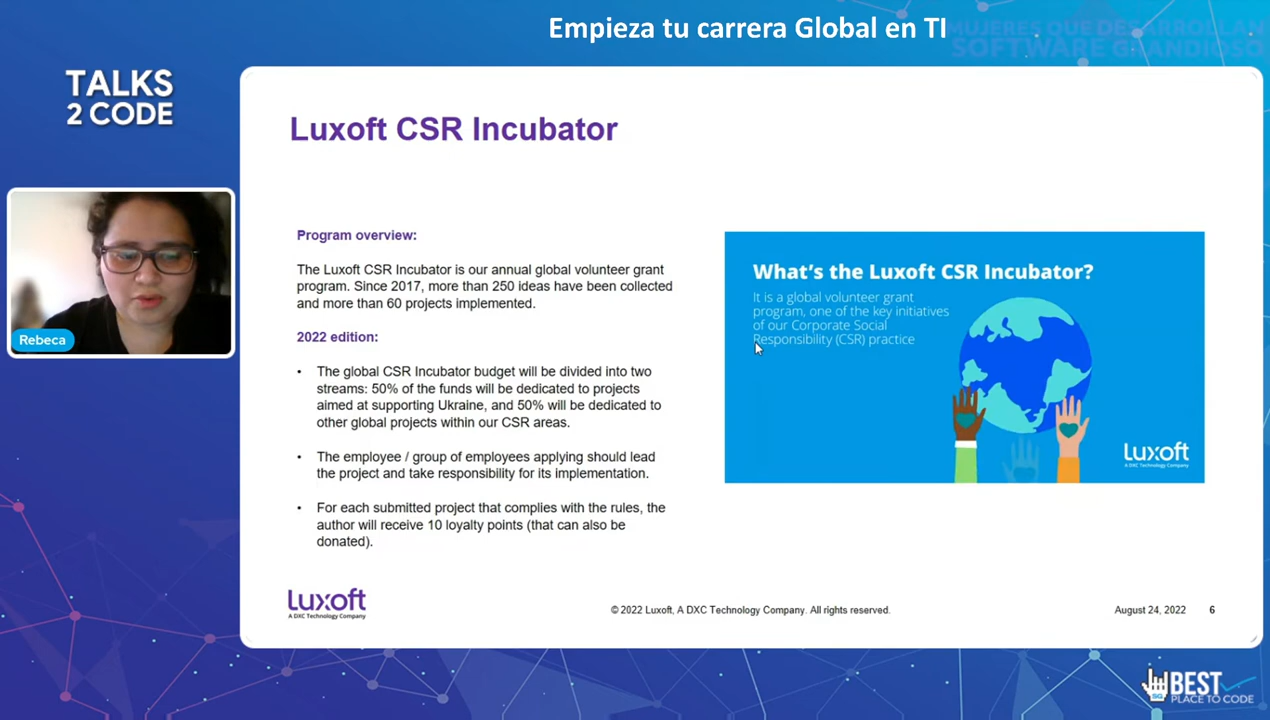 Empieza tu carrera Global en TI
MUJERES QUE DESARROLLAN
SOFTWARE GRANDIOSO
TALKS
2 CODE
Rebeca
Luxoft CSR Incubator
Program overview:
The Luxoft CSR Incubator is our annual global volunteer grant
program. Since 2017, more than 250 ideas have been collected
and more than 60 projects implemented.
2022 edition:
• The global CSR Incubator budget will be divided into two
streams: 50% of the funds will be dedicated to projects
aimed at supporting Ukraine, and 50% will be dedicated to
other global projects within our CSR areas.
• The employee / group of employees applying should lead
the project and take responsibility for its implementation.
• For each submitted project that complies with the rules, the
author will receive 10 loyalty points (that can also be
donated).
What's the Luxoft CSR Incubator?
It is a global volunteer grant
program, one of the key initiatives
of our Corporate Social
Responsibility (CSR) practice
Luxoft
A DXC Technology Company
Luxoft
A DXC Technology Company
© 2022 Luxoft, A DXC Technology Company. All rights reserved.
August 24, 2022 6
SG
BEST
PLACE TO CODE